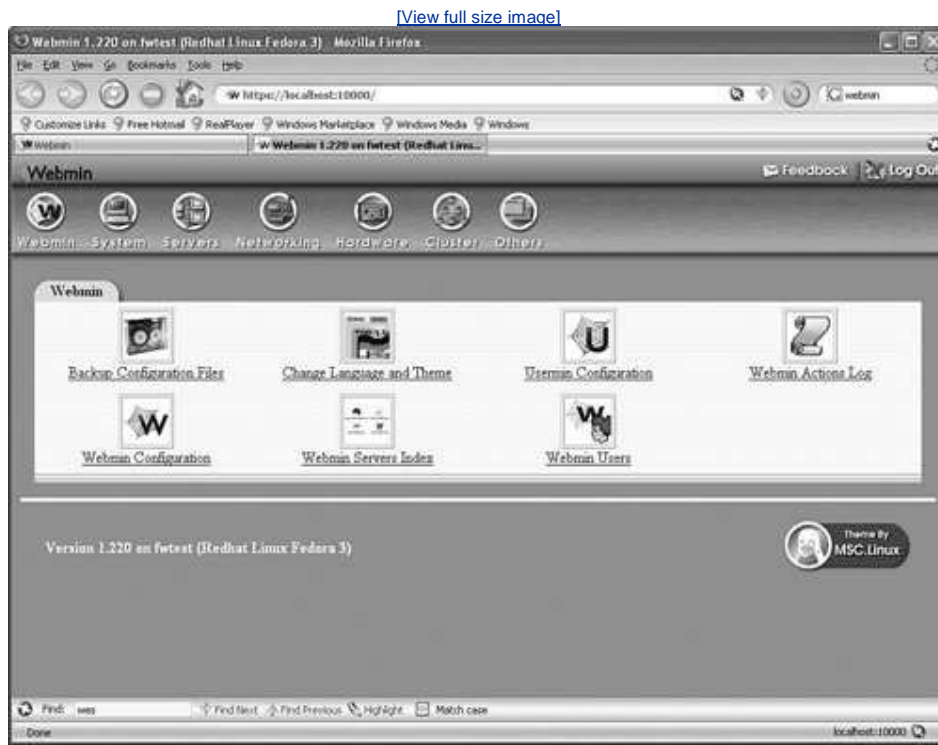 [View full size image]
Webmin 1.220 on fwtest (Redhat Linux Fedora 3) Mozilla Firefox
File Edit View Go Bookmarks Tools Help
https://localhost:10000/
webmin
Customize Links Free Hotmail RealPlayer Windows Marketplace Windows Media Windows
Webmin
Webmin 1.220 on fwtest (Redhat Linu...
Webmin
Feedback Log Out
Webmin System Servers Networking Hardware Cluster Others
Webmin
Backup Configuration Files Change Language and Theme Usermin Configuration Webmin Actions Log
Webmin Configuration Webmin Servers Index Webmin Users
Version 1.220 on fwtest (Redhat Linux Fedora 3)
Theme By
MSC.Linux
Find: wes Find Next Find Previous Highlight Match case
Done localhost:10000